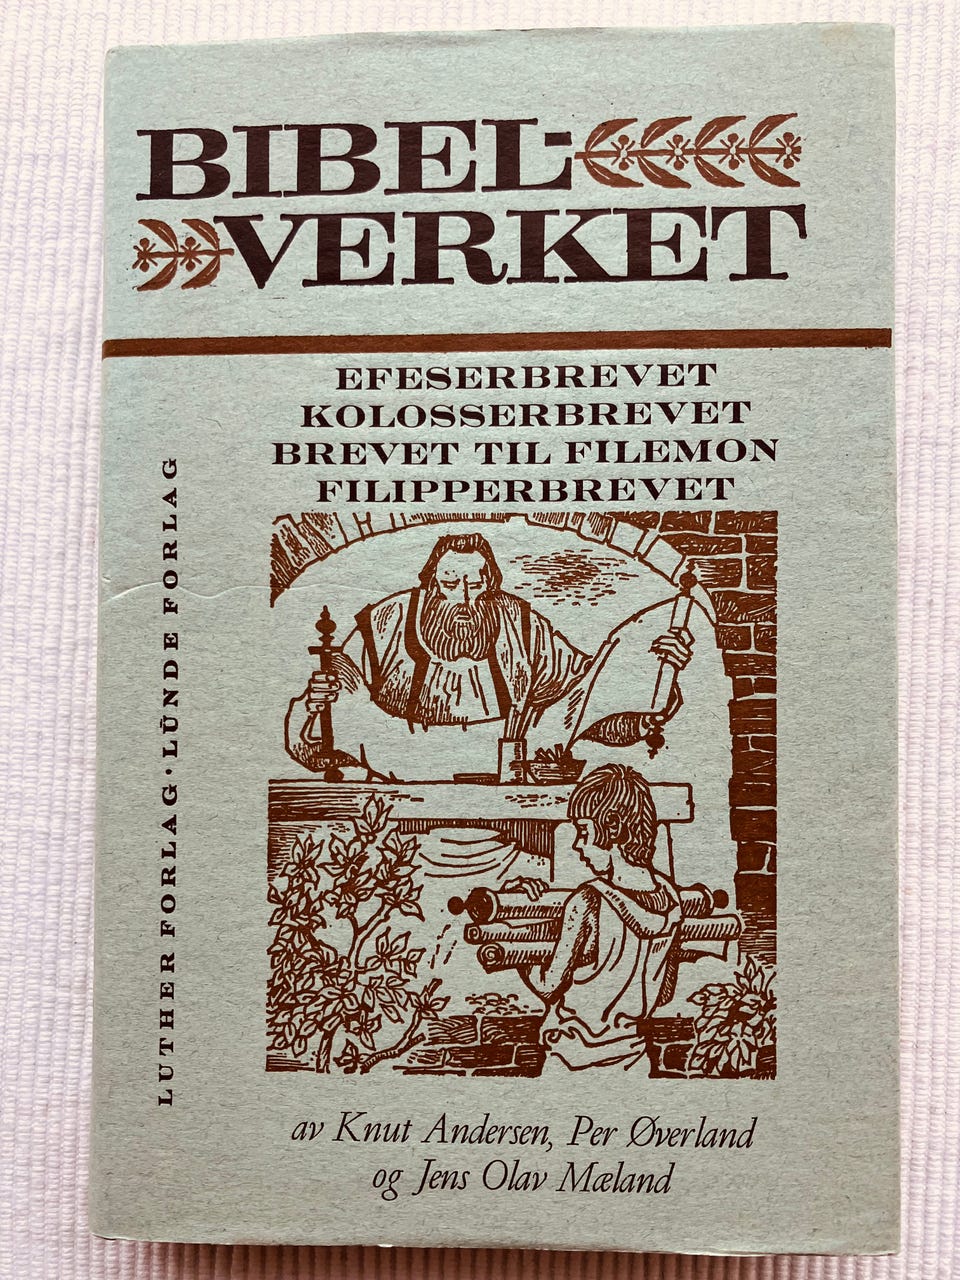 BIBEL-
VERKET
EFESERBREVET
KOLOSSERBREVET
BREVET TIL FILEMON
FILIPPERBREVET
LUTHER FORLAG · LUNDE FORLAG
av Knut Andersen, Per Øverland
og Jens Olav Mæland